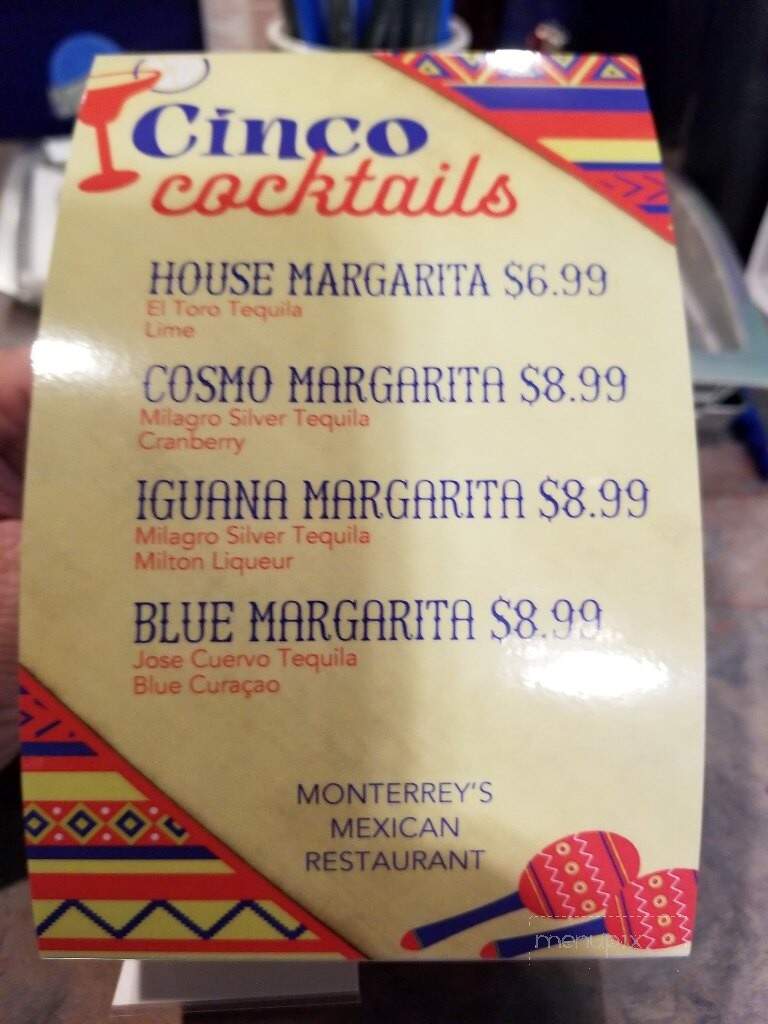 Cinco
cocktails
HOUSE MARGARITA $6.99
El Toro Tequila
Lime
COSMO MARGARITA $8.99
Milagro Silver Tequila
Cranberry
IGUANA MARGARITA $8.99
Milagro Silver Tequila
Milton Liqueur
BLUE MARGARITA $8.99
Jose Cuervo Tequila
Blue Curaçao
MONTERREY'S
MEXICAN
RESTAURANT
menupix